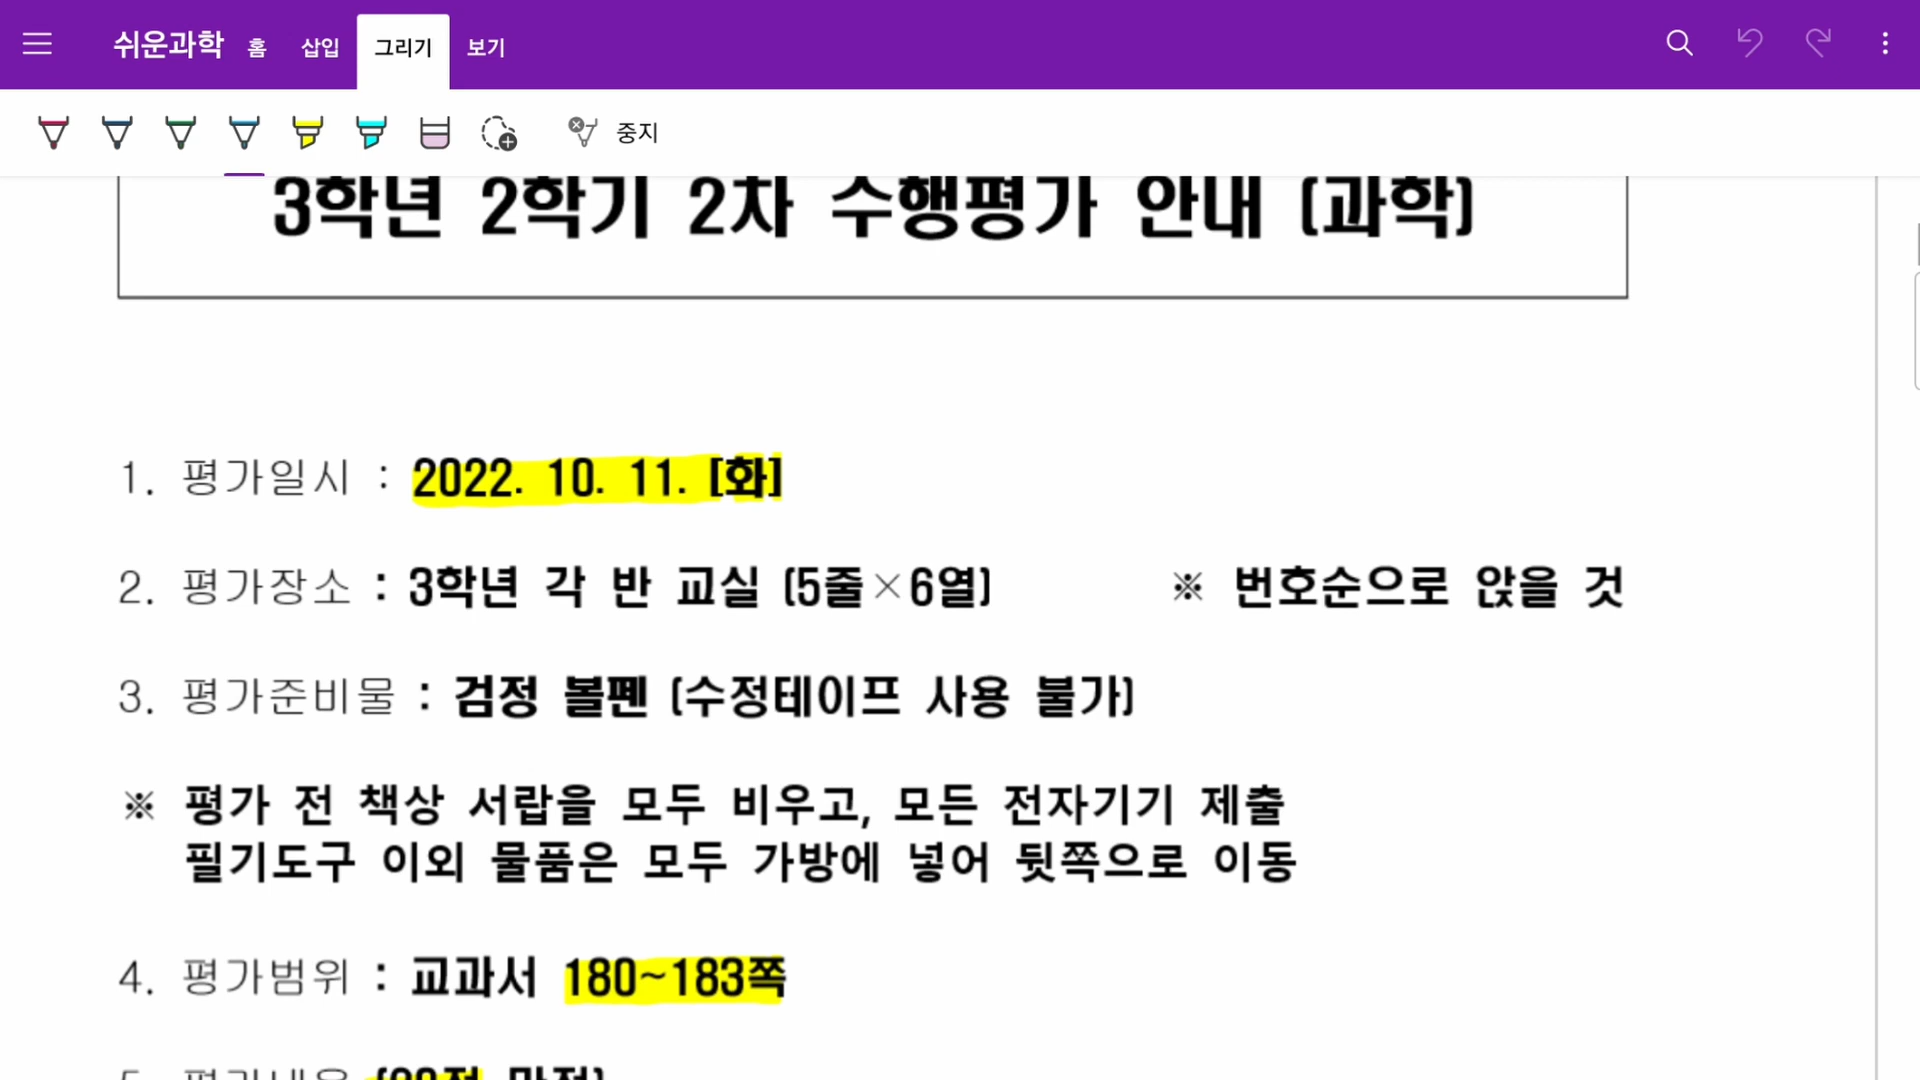 쉬운과학 홈 삽입 그리기 보기
중지
3학년 2학기 2차 수행평가 안내 (과학)
1. 평가일시 : 2022. 10. 11. [화]
2. 평가장소 : 3학년 각 반 교실 (5줄×6열) ※ 번호순으로 앉을 것
3. 평가준비물 : 검정 볼펜 (수정테이프 사용 불가)
※ 평가 전 책상 서랍을 모두 비우고, 모든 전자기기 제출
필기도구 이외 물품은 모두 가방에 넣어 뒷쪽으로 이동
4. 평가범위 : 교과서 180~183쪽